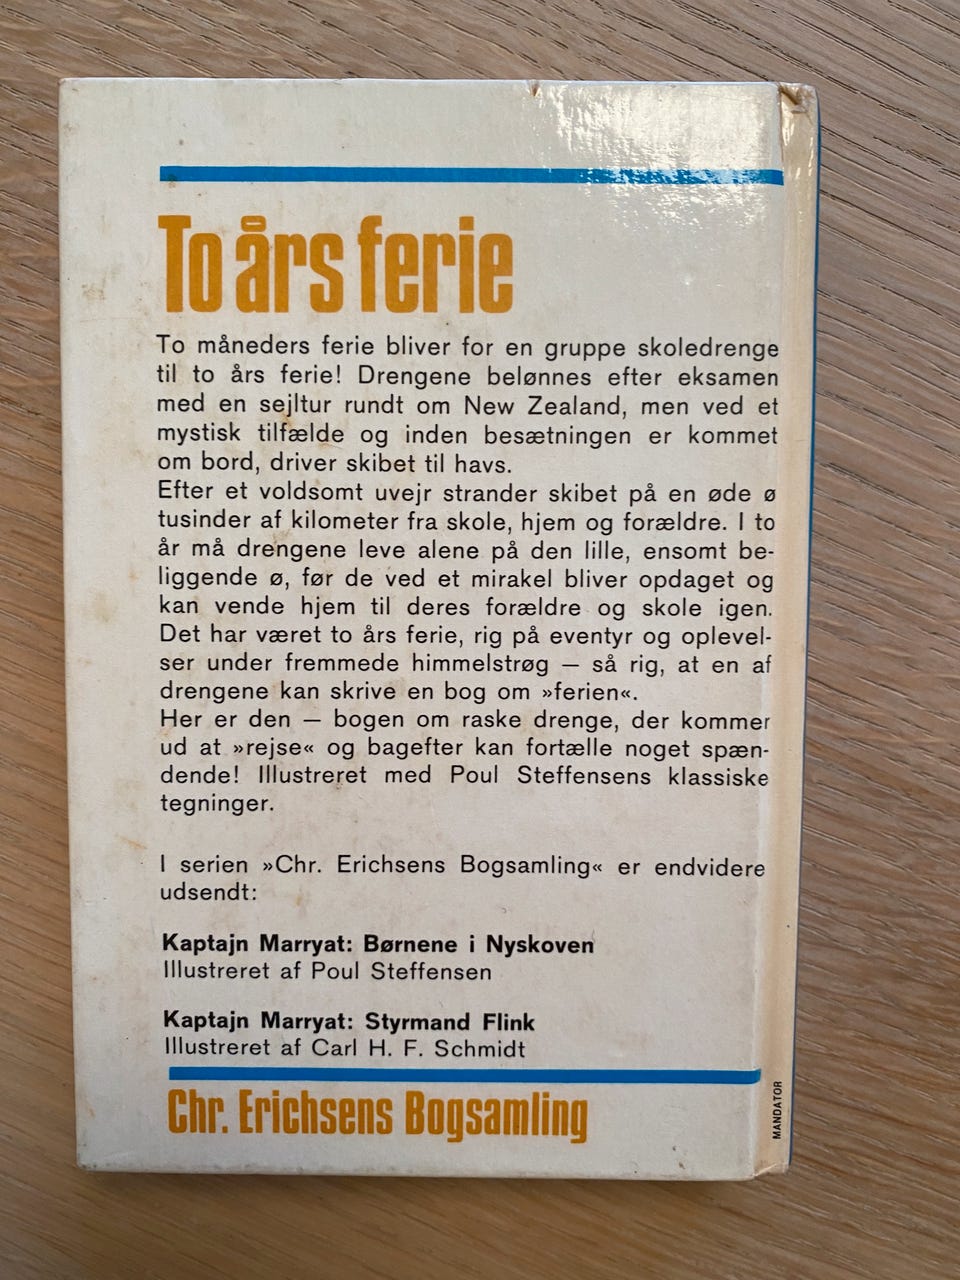 To års ferie
To måneders ferie bliver for en gruppe skoledrenge
til to års ferie! Drengene belønnes efter eksamen
med en sejltur rundt om New Zealand, men ved et
mystisk tilfælde og inden besætningen er kommet
om bord, driver skibet til havs.
Efter et voldsomt uvejr strander skibet på en øde ø
tusinder af kilometer fra skole, hjem og forældre. I to
år må drengene leve alene på den lille, ensomt be-
liggende ø, før de ved et mirakel bliver opdaget og
kan vende hjem til deres forældre og skole igen.
Det har været to års ferie, rig på eventyr og oplevel-
ser under fremmede himmelstrøg — så rig, at en af
drengene kan skrive en bog om »ferien«.
Her er den — bogen om raske drenge, der kommer
ud at »rejse« og bagefter kan fortælle noget spæn-
dende! Illustreret med Poul Steffensens klassiske
tegninger.
I serien »Chr. Erichsens Bogsamling« er endvidere
udsendt:
Kaptajn Marryat: Børnene i Nyskoven
Illustreret af Poul Steffensen
Kaptajn Marryat: Styrmand Flink
Illustreret af Carl H. F. Schmidt
Chr. Erichsens Bogsamling
MANDATOR